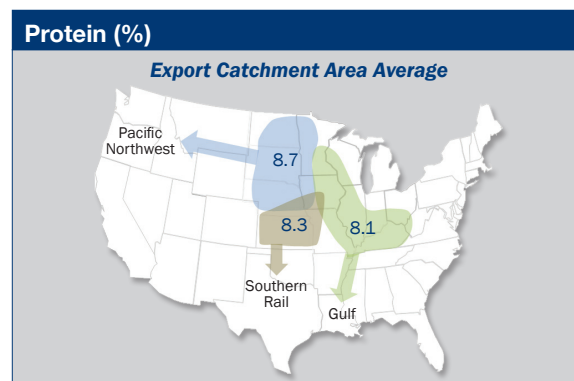 Protein (%)
Export Catchment Area Average
Pacific
Northwest
8.7
8.3
8.1
Southern
Rail
Gulf